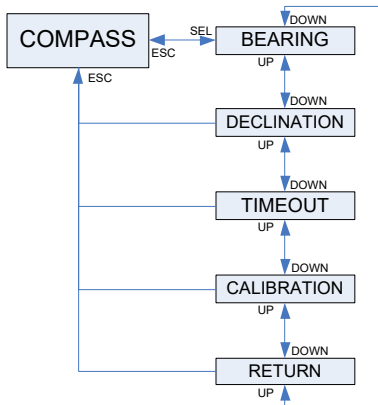 DOWN
COMPASS
SEL
ESC
BEARING
ESC
UP
DOWN
DECLINATION
UP
DOWN
TIMEOUT
UP
DOWN
CALIBRATION
UP
DOWN
RETURN
UP